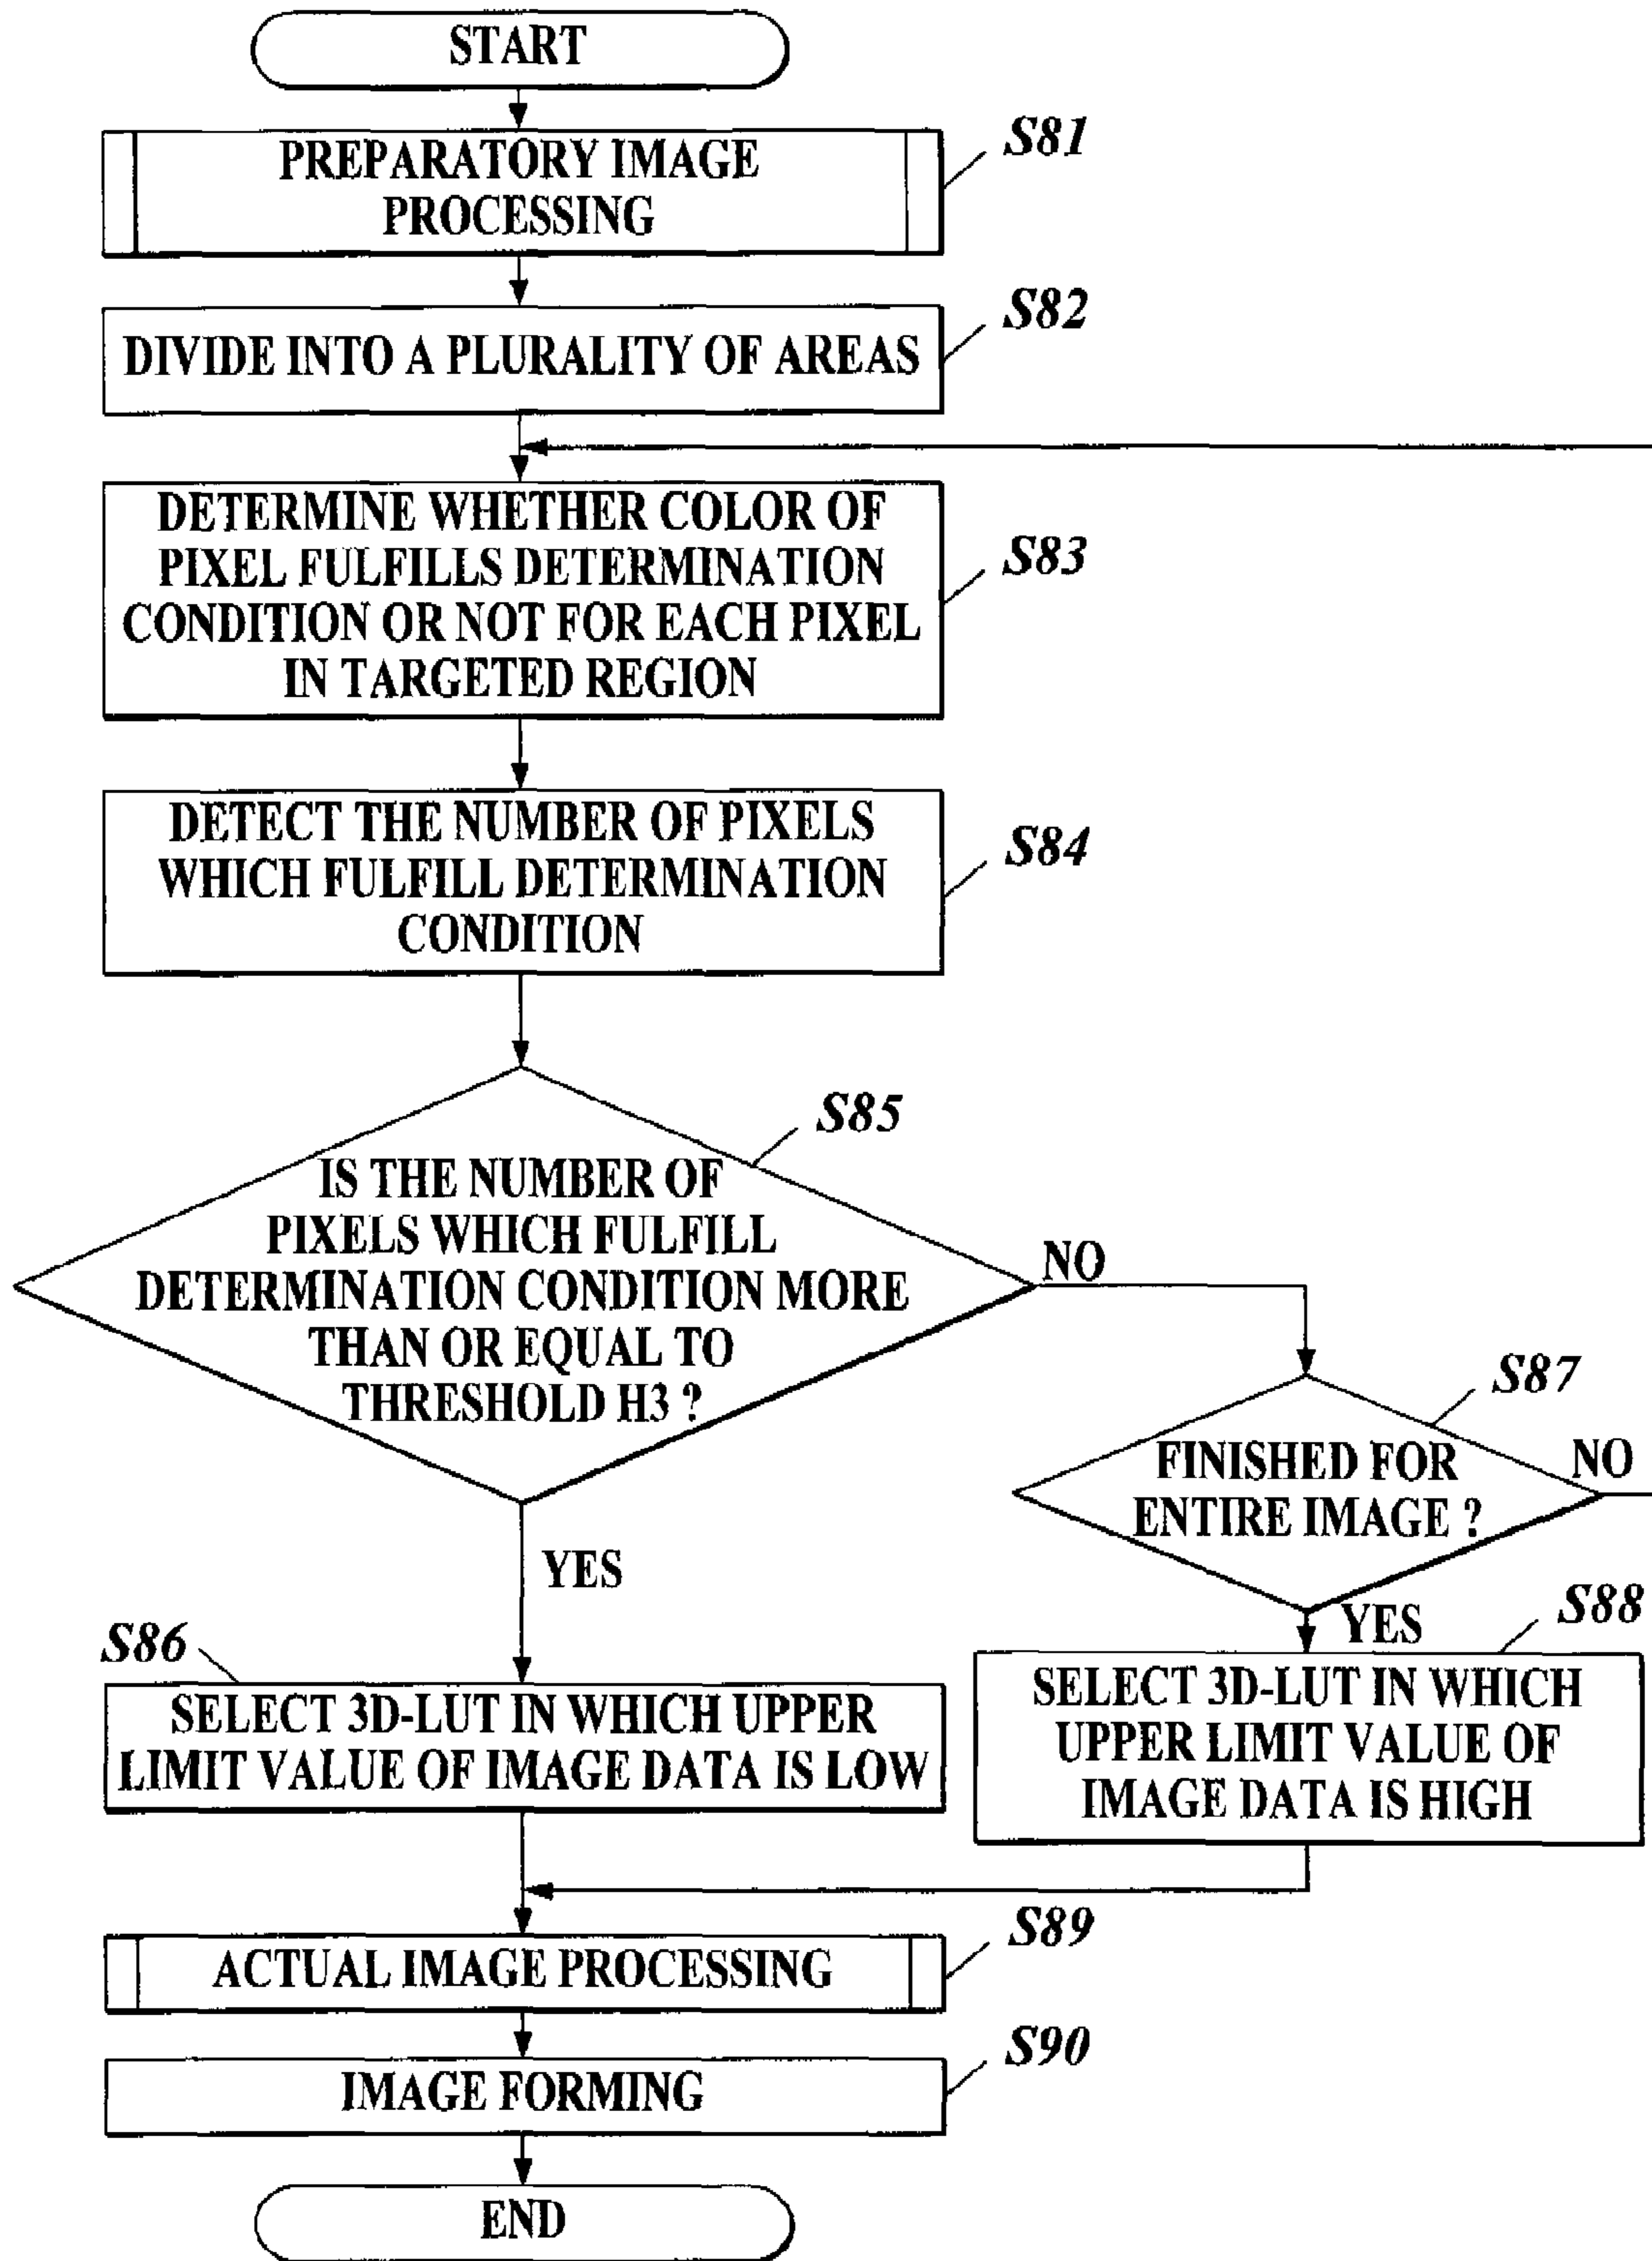 START
PREPARATORY IMAGE
PROCESSING
S81
DIVIDE INTO A PLURALITY OF AREAS
S82
DETERMINE WHETHER COLOR OF
PIXEL FULFILLS DETERMINATION
CONDITION OR NOT FOR EACH PIXEL
IN TARGETED REGION
S83
DETECT THE NUMBER OF PIXELS
WHICH FULFILL DETERMINATION
CONDITION
S84
S85
IS THE NUMBER OF
PIXELS WHICH FULFILL
DETERMINATION CONDITION MORE
THAN OR EQUAL TO
THRESHOLD H3 ?
NO
S87
FINISHED FOR
ENTIRE IMAGE ?
NO
YES
YES
S86
SELECT 3D-LUT IN WHICH UPPER
LIMIT VALUE OF IMAGE DATA IS LOW
S88
SELECT 3D-LUT IN WHICH
UPPER LIMIT VALUE OF
IMAGE DATA IS HIGH
S89
ACTUAL IMAGE PROCESSING
S90
IMAGE FORMING
END